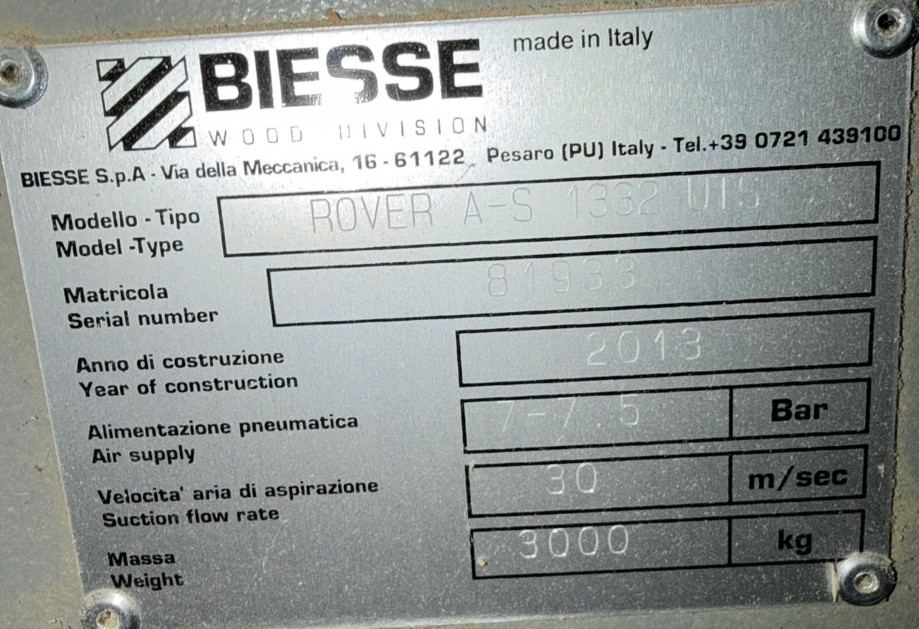 BIESSE made in Italy
WOOD DIVISION
BIESSE S.p.A - Via della Meccanica, 16 - 61122 Pesaro (PU) Italy - Tel.+39 0721 439100
Modello - Tipo
Model -Type
ROVER A-S 1332 UTS
Matricola
Serial number
81933
Anno di costruzione
Year of construction
2013
Alimentazione pneumatica
Air supply
7-7.5 Bar
Velocita' aria di aspirazione
Suction flow rate
30 m/sec
Massa
Weight
3000 kg